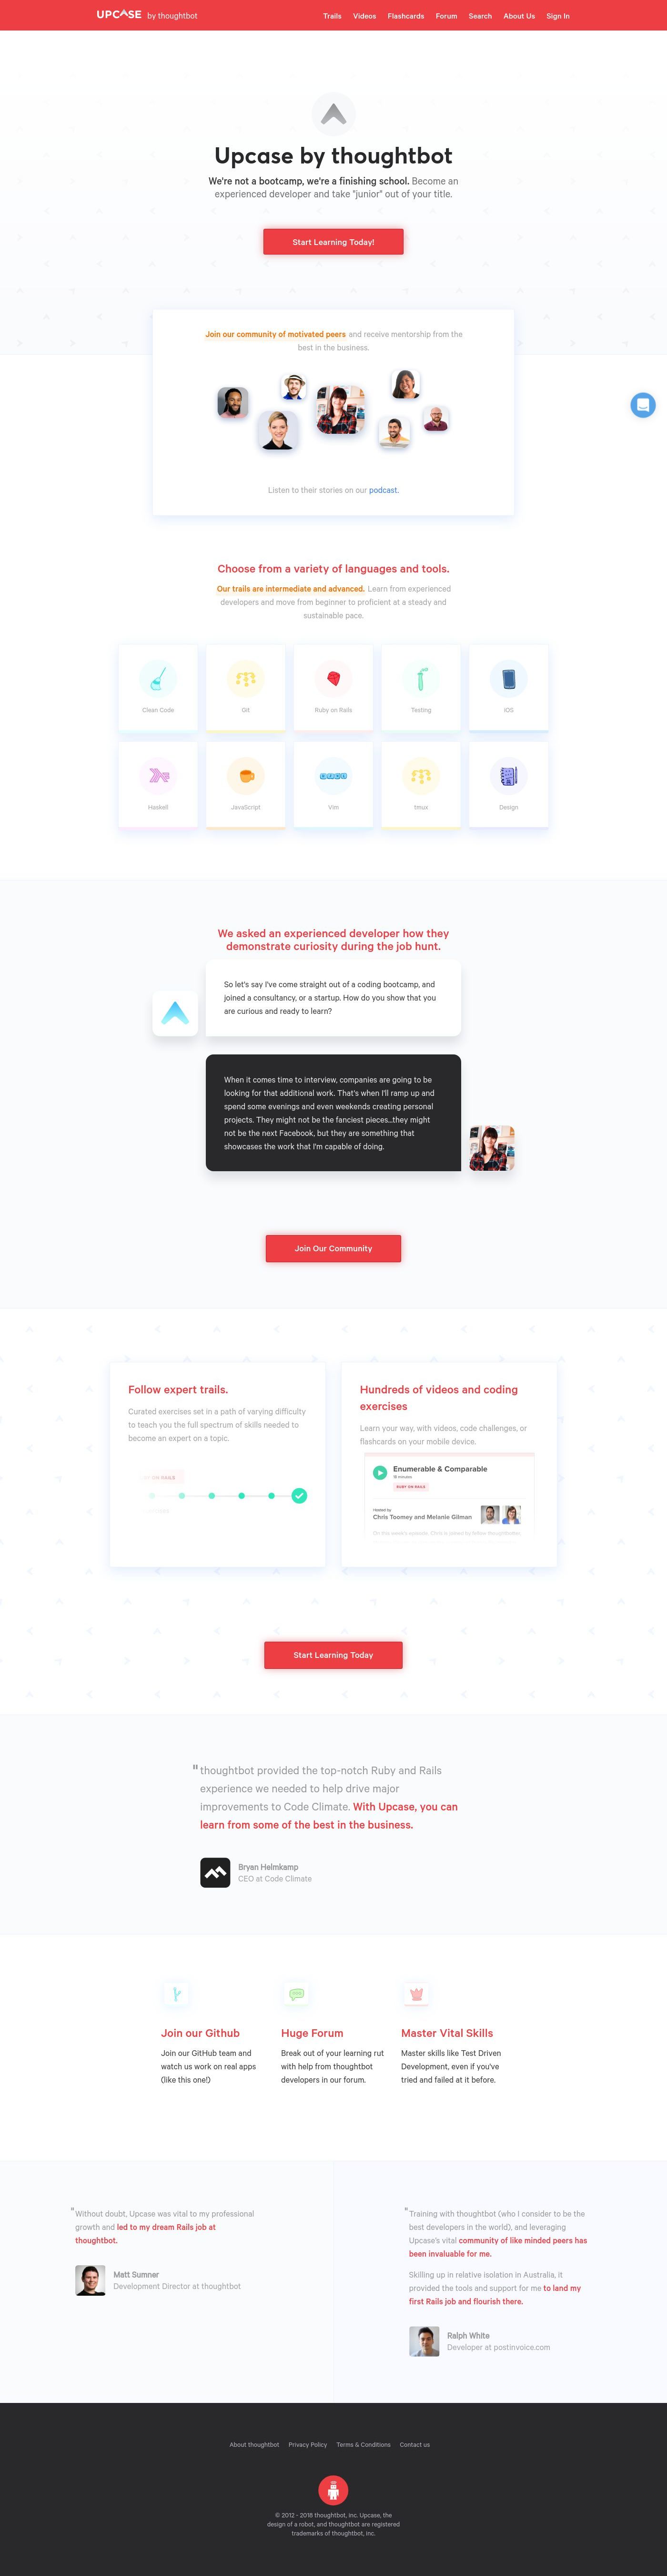 UPCASE by thoughtbot
Trails Videos Flashcards Forum Search About Us Sign In
Upcase by thoughtbot
We're not a bootcamp, we're a finishing school. Become an
experienced developer and take "junior" out of your title.
Start Learning Today!
Join our community of motivated peers and receive mentorship from the
best in the business.
Listen to their stories on our podcast.
Choose from a variety of languages and tools.
Our trails are intermediate and advanced. Learn from experienced
developers and move from beginner to proficient at a steady and
sustainable pace.
Clean Code
Git
Ruby on Rails
Testing
iOS
Haskell
JavaScript
Vim
tmux
Design
We asked an experienced developer how they
demonstrate curiosity during the job hunt.
So let's say I've come straight out of a coding bootcamp, and
joined a consultancy, or a startup. How do you show that you
are curious and ready to learn?
When it comes time to interview, companies are going to be
looking for that additional work. That's when I'll ramp up and
spend some evenings and even weekends creating personal
projects. They might not be the fanciest pieces...they might
not be the next Facebook, but they are something that
showcases the work that I'm capable of doing.
Join Our Community
Follow expert trails.
Curated exercises set in a path of varying difficulty
to teach you the full spectrum of skills needed to
become an expert on a topic.
ON RAILS
Hundreds of videos and coding
exercises
Learn your way, with videos, code challenges, or
flashcards on your mobile device.
Enumerable & Comparable
RUBY ON RAILS
Hosted by
Chris Toomey and Melanie Gilman
Start Learning Today
" thoughtbot provided the top-notch Ruby and Rails
experience we needed to help drive major
improvements to Code Climate. With Upcase, you can
learn from some of the best in the business.
Bryan Helmkamp
CEO at Code Climate
Join our Github
Join our GitHub team and
watch us work on real apps
(like this one!)
Huge Forum
Break out of your learning rut
with help from thoughtbot
developers in our forum.
Master Vital Skills
Master skills like Test Driven
Development, even if you've
tried and failed at it before.
" Without doubt, Upcase was vital to my professional
growth and led to my dream Rails job at
thoughtbot.
Matt Sumner
Development Director at thoughtbot
" Training with thoughtbot (who I consider to be the
best developers in the world), and leveraging
Upcase's vital community of like minded peers has
been invaluable for me.
Skilling up in relative isolation in Australia, it
provided the tools and support for me to land my
first Rails job and flourish there.
Ralph White
Developer at postinvoice.com
About thoughtbot Privacy Policy Terms & Conditions Contact us
© 2012 - 2018 thoughtbot, inc. Upcase, the
design of a robot, and thoughtbot are registered
trademarks of thoughtbot, inc.